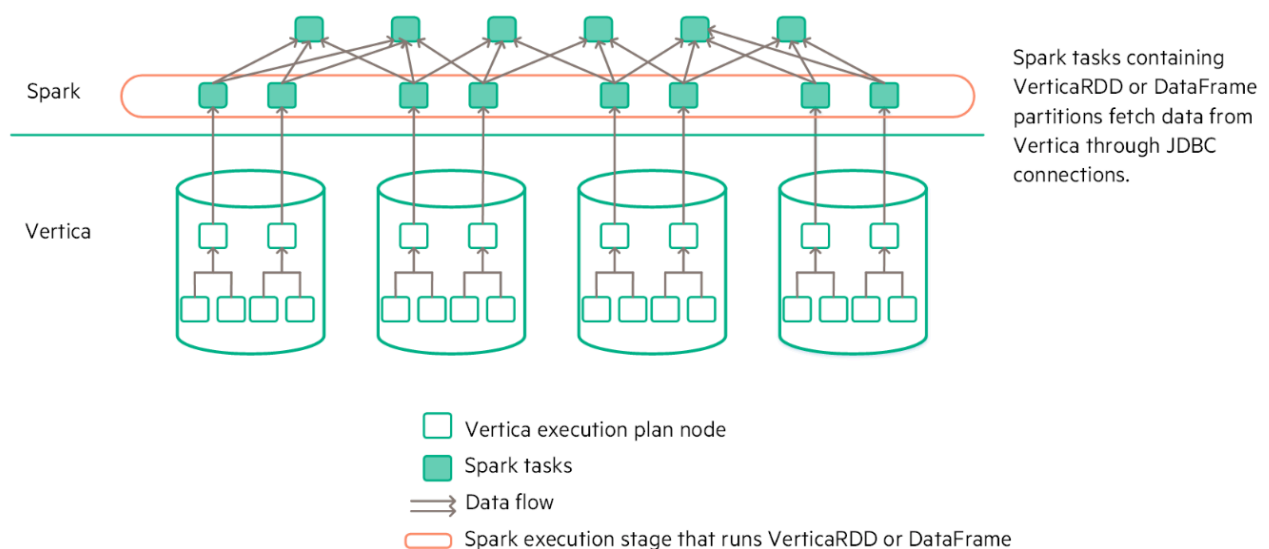 Spark
Spark tasks containing
VerticaRDD or DataFrame
partitions fetch data from
Vertica through JDBC
connections.
Vertica
Vertica execution plan node
Spark tasks
Data flow
Spark execution stage that runs VerticaRDD or DataFrame